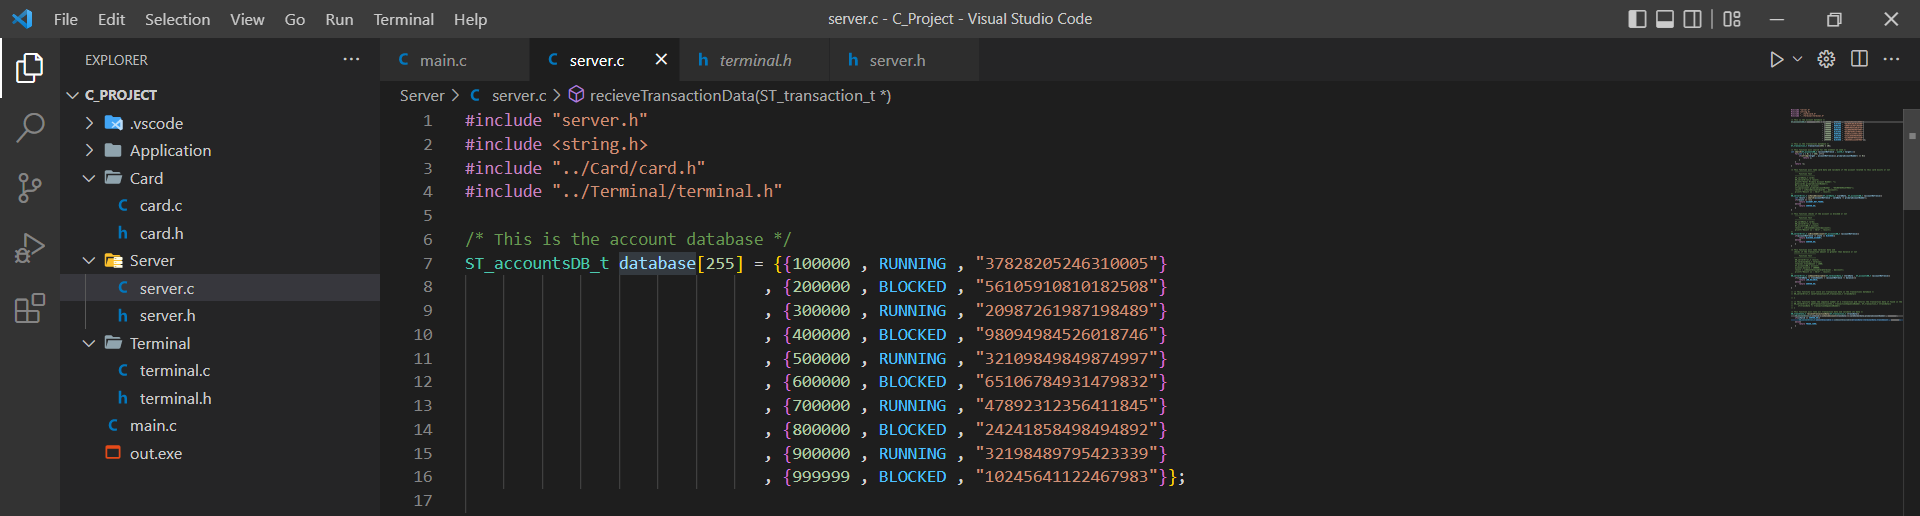 File Edit Selection View Go Run Terminal Help server.c - C_Project - Visual Studio Code
EXPLORER ...
C_PROJECT
.vscode
Application
Card
card.c
card.h
Server
server.c
server.h
Terminal
terminal.c
terminal.h
main.c
out.exe
C main.c C server.c h terminal.h h server.h
Server > C server.c > recieveTransactionData(ST_transaction_t *)
1 #include "server.h"
2 #include <string.h>
3 #include "../Card/card.h"
4 #include "../Terminal/terminal.h"
5
6 /* This is the account database */
7 ST_accountsDB_t database[255] = {{100000 , RUNNING , "37828205246310005"}
8 , {200000 , BLOCKED , "56105910810182508"}
9 , {300000 , RUNNING , "20987261987198489"}
10 , {400000 , BLOCKED , "98094984526018746"}
11 , {500000 , RUNNING , "32109849849874997"}
12 , {600000 , BLOCKED , "65106784931479832"}
13 , {700000 , RUNNING , "47892312356411845"}
14 , {800000 , BLOCKED , "24241858498494892"}
15 , {900000 , RUNNING , "32198489795423339"}
16 , {999999 , BLOCKED , "10245641122467983"}};
17